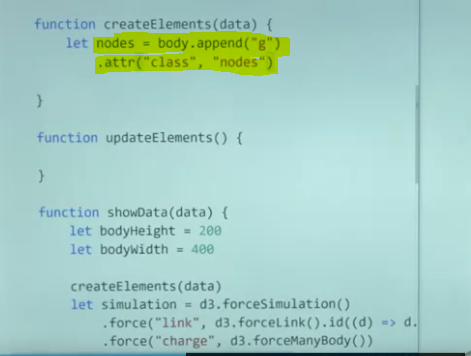 function createElements(data) {
let nodes = body.append("g")
.attr("class", "nodes")
}
function updateElements() {
}
function showData(data) {
let bodyHeight = 200
let bodyWidth = 400
createElements(data)
let simulation = d3.forceSimulation()
.force("link", d3.forceLink().id((d) => d.
.force("charge", d3.forceManyBody())